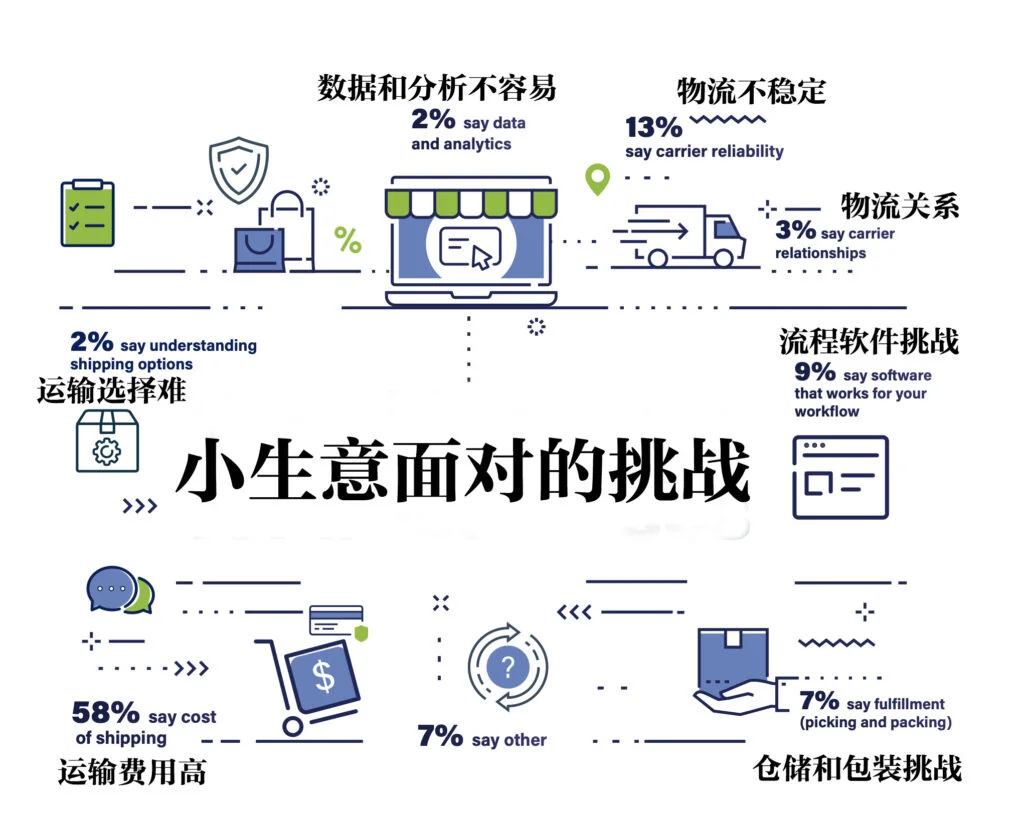 数据和分析不容易
2% say data
and analytics
物流不稳定
13%
say carrier reliability
物流关系
3% say carrier
relationships
%
2% say understanding
shipping options
运输选择难
流程软件挑战
9% say software
that works for your
workflow
小生意面对的挑战
$
?
58% say cost
of shipping
运输费用高
7% say other
7% say fulfillment
(picking and packing)
仓储和包装挑战